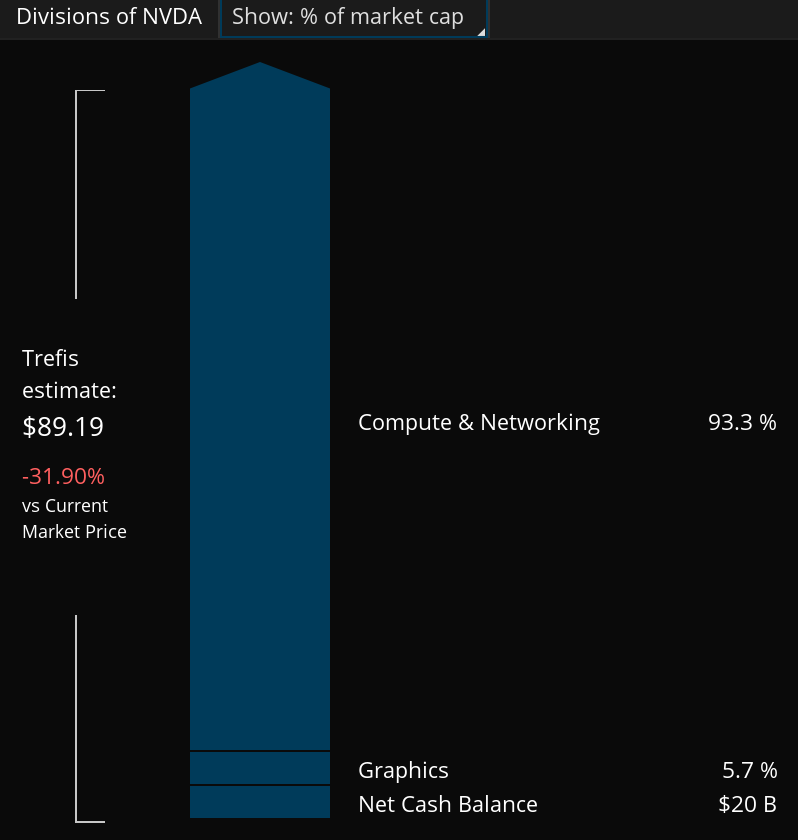 Divisions of NVDA
Show: % of market cap
Trefis
estimate:
$89.19
-31.90%
vs Current
Market Price
Compute & Networking 93.3 %
Graphics 5.7 %
Net Cash Balance $20 B